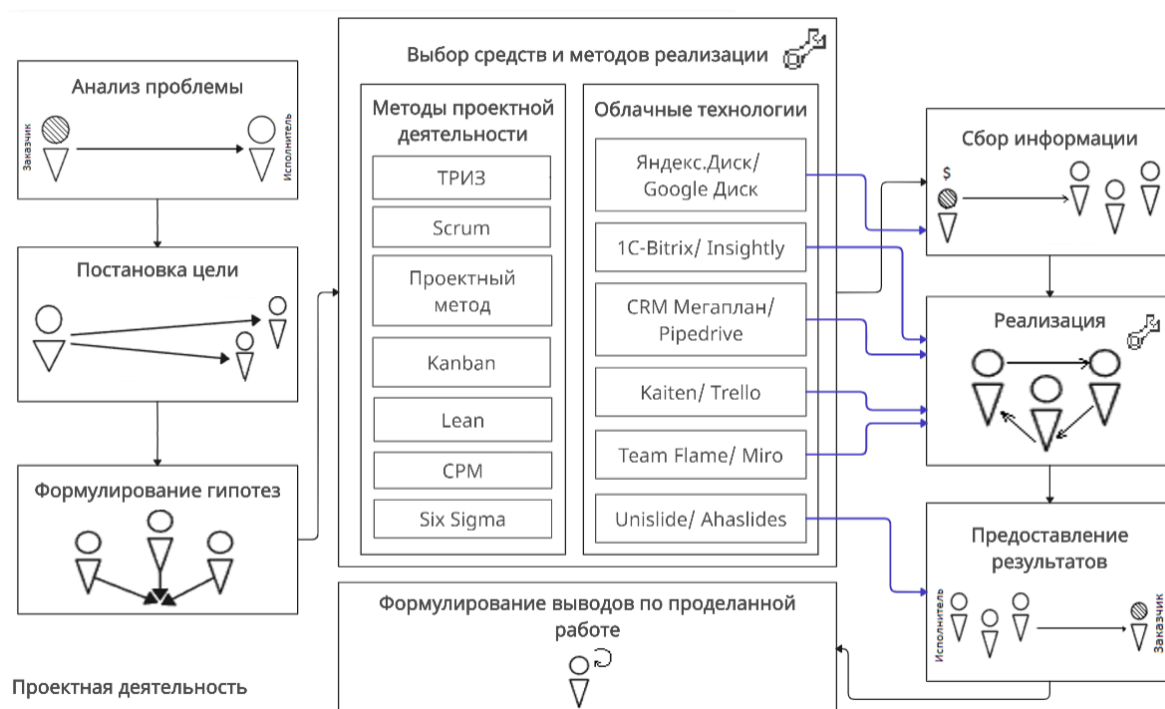 Анализ проблемы
Заказчик
Исполнитель
Постановка цели
Формулирование гипотез
Выбор средств и методов реализации
Методы проектной
деятельности
ТРИЗ
Scrum
Проектный
метод
Kanban
Lean
CPM
Six Sigma
Облачные технологии
Яндекс.Диск/
Google Диск
1C-Bitrix/ Insightly
CRM Мегаплан/
Pipedrive
Kaiten/ Trello
Team Flame/ Miro
Unislide/ Ahaslides
Сбор информации
$
Реализация
Предоставление
результатов
Исполнитель
Заказчик
Формулирование выводов по проделанной
работе
Проектная деятельность